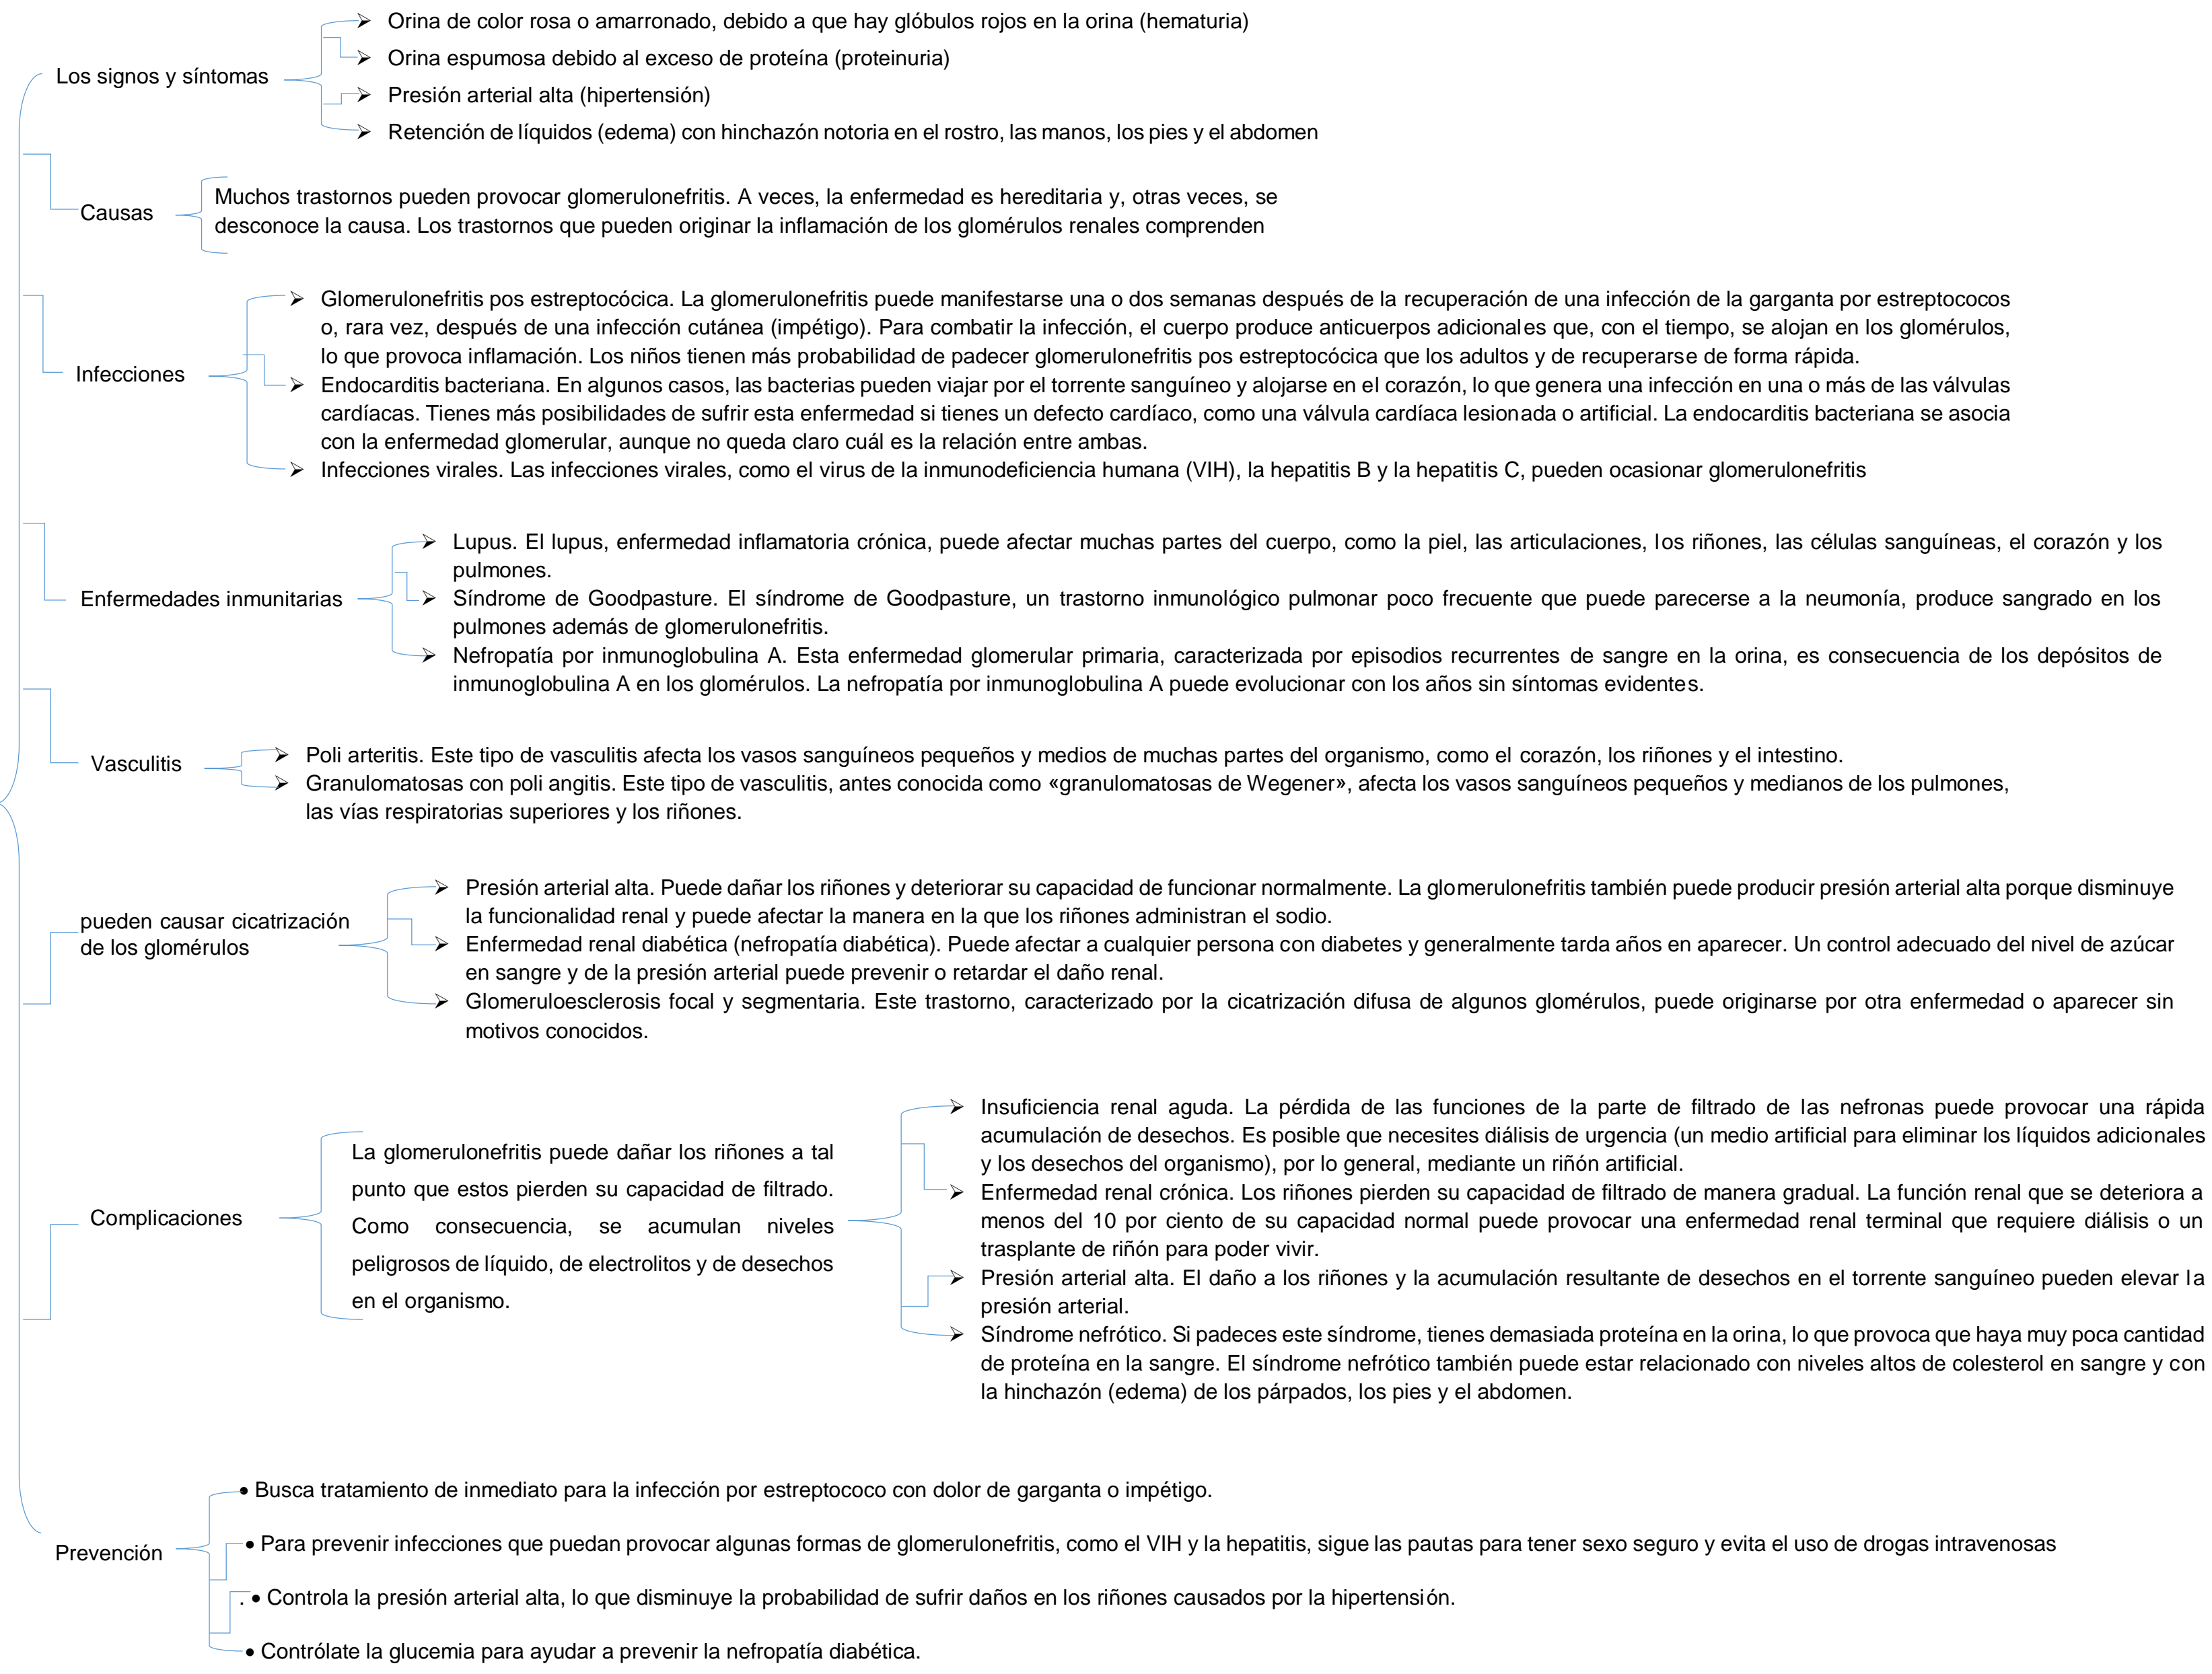 Los signos y síntomas
➢ Orina de color rosa o amarronado, debido a que hay glóbulos rojos en la orina (hematuria)
➢ Orina espumosa debido al exceso de proteína (proteinuria)
➢ Presión arterial alta (hipertensión)
➢ Retención de líquidos (edema) con hinchazón notoria en el rostro, las manos, los pies y el abdomen
Causas
Muchos trastornos pueden provocar glomerulonefritis. A veces, la enfermedad es hereditaria y, otras veces, se
desconoce la causa. Los trastornos que pueden originar la inflamación de los glomérulos renales comprenden
Infecciones
➢ Glomerulonefritis pos estreptocócica. La glomerulonefritis puede manifestarse una o dos semanas después de la recuperación de una infección de la garganta por estreptococos
o, rara vez, después de una infección cutánea (impétigo). Para combatir la infección, el cuerpo produce anticuerpos adicionales que, con el tiempo, se alojan en los glomérulos,
lo que provoca inflamación. Los niños tienen más probabilidad de padecer glomerulonefritis pos estreptocócica que los adultos y de recuperarse de forma rápida.
➢ Endocarditis bacteriana. En algunos casos, las bacterias pueden viajar por el torrente sanguíneo y alojarse en el corazón, lo que genera una infección en una o más de las válvulas
cardíacas. Tienes más posibilidades de sufrir esta enfermedad si tienes un defecto cardíaco, como una válvula cardíaca lesionada o artificial. La endocarditis bacteriana se asocia
con la enfermedad glomerular, aunque no queda claro cuál es la relación entre ambas.
➢ Infecciones virales. Las infecciones virales, como el virus de la inmunodeficiencia humana (VIH), la hepatitis B y la hepatitis C, pueden ocasionar glomerulonefritis
Enfermedades inmunitarias
➢ Lupus. El lupus, enfermedad inflamatoria crónica, puede afectar muchas partes del cuerpo, como la piel, las articulaciones, los riñones, las células sanguíneas, el corazón y los
pulmones.
➢ Síndrome de Goodpasture. El síndrome de Goodpasture, un trastorno inmunológico pulmonar poco frecuente que puede parecerse a la neumonía, produce sangrado en los
pulmones además de glomerulonefritis.
➢ Nefropatía por inmunoglobulina A. Esta enfermedad glomerular primaria, caracterizada por episodios recurrentes de sangre en la orina, es consecuencia de los depósitos de
inmunoglobulina A en los glomérulos. La nefropatía por inmunoglobulina A puede evolucionar con los años sin síntomas evidentes.
Vasculitis
➢ Poli arteritis. Este tipo de vasculitis afecta los vasos sanguíneos pequeños y medios de muchas partes del organismo, como el corazón, los riñones y el intestino.
➢ Granulomatosas con poli angitis. Este tipo de vasculitis, antes conocida como «granulomatosas de Wegener», afecta los vasos sanguíneos pequeños y medianos de los pulmones,
las vías respiratorias superiores y los riñones.
pueden causar cicatrización
de los glomérulos
➢ Presión arterial alta. Puede dañar los riñones y deteriorar su capacidad de funcionar normalmente. La glomerulonefritis también puede producir presión arterial alta porque disminuye
la funcionalidad renal y puede afectar la manera en la que los riñones administran el sodio.
➢ Enfermedad renal diabética (nefropatía diabética). Puede afectar a cualquier persona con diabetes y generalmente tarda años en aparecer. Un control adecuado del nivel de azúcar
en sangre y de la presión arterial puede prevenir o retardar el daño renal.
➢ Glomeruloesclerosis focal y segmentaria. Este trastorno, caracterizado por la cicatrización difusa de algunos glomérulos, puede originarse por otra enfermedad o aparecer sin
motivos conocidos.
Complicaciones
La glomerulonefritis puede dañar los riñones a tal
punto que estos pierden su capacidad de filtrado.
Como consecuencia, se acumulan niveles
peligrosos de líquido, de electrolitos y de desechos
en el organismo.
➢ Insuficiencia renal aguda. La pérdida de las funciones de la parte de filtrado de las nefronas puede provocar una rápida
acumulación de desechos. Es posible que necesites diálisis de urgencia (un medio artificial para eliminar los líquidos adicionales
y los desechos del organismo), por lo general, mediante un riñón artificial.
➢ Enfermedad renal crónica. Los riñones pierden su capacidad de filtrado de manera gradual. La función renal que se deteriora a
menos del 10 por ciento de su capacidad normal puede provocar una enfermedad renal terminal que requiere diálisis o un
trasplante de riñón para poder vivir.
➢ Presión arterial alta. El daño a los riñones y la acumulación resultante de desechos en el torrente sanguíneo pueden elevar la
presión arterial.
➢ Síndrome nefrótico. Si padeces este síndrome, tienes demasiada proteína en la orina, lo que provoca que haya muy poca cantidad
de proteína en la sangre. El síndrome nefrótico también puede estar relacionado con niveles altos de colesterol en sangre y con
la hinchazón (edema) de los párpados, los pies y el abdomen.
Prevención
• Busca tratamiento de inmediato para la infección por estreptococo con dolor de garganta o impétigo.
• Para prevenir infecciones que puedan provocar algunas formas de glomerulonefritis, como el VIH y la hepatitis, sigue las pautas para tener sexo seguro y evita el uso de drogas intravenosas
. • Controla la presión arterial alta, lo que disminuye la probabilidad de sufrir daños en los riñones causados por la hipertensión.
• Contrólate la glucemia para ayudar a prevenir la nefropatía diabética.